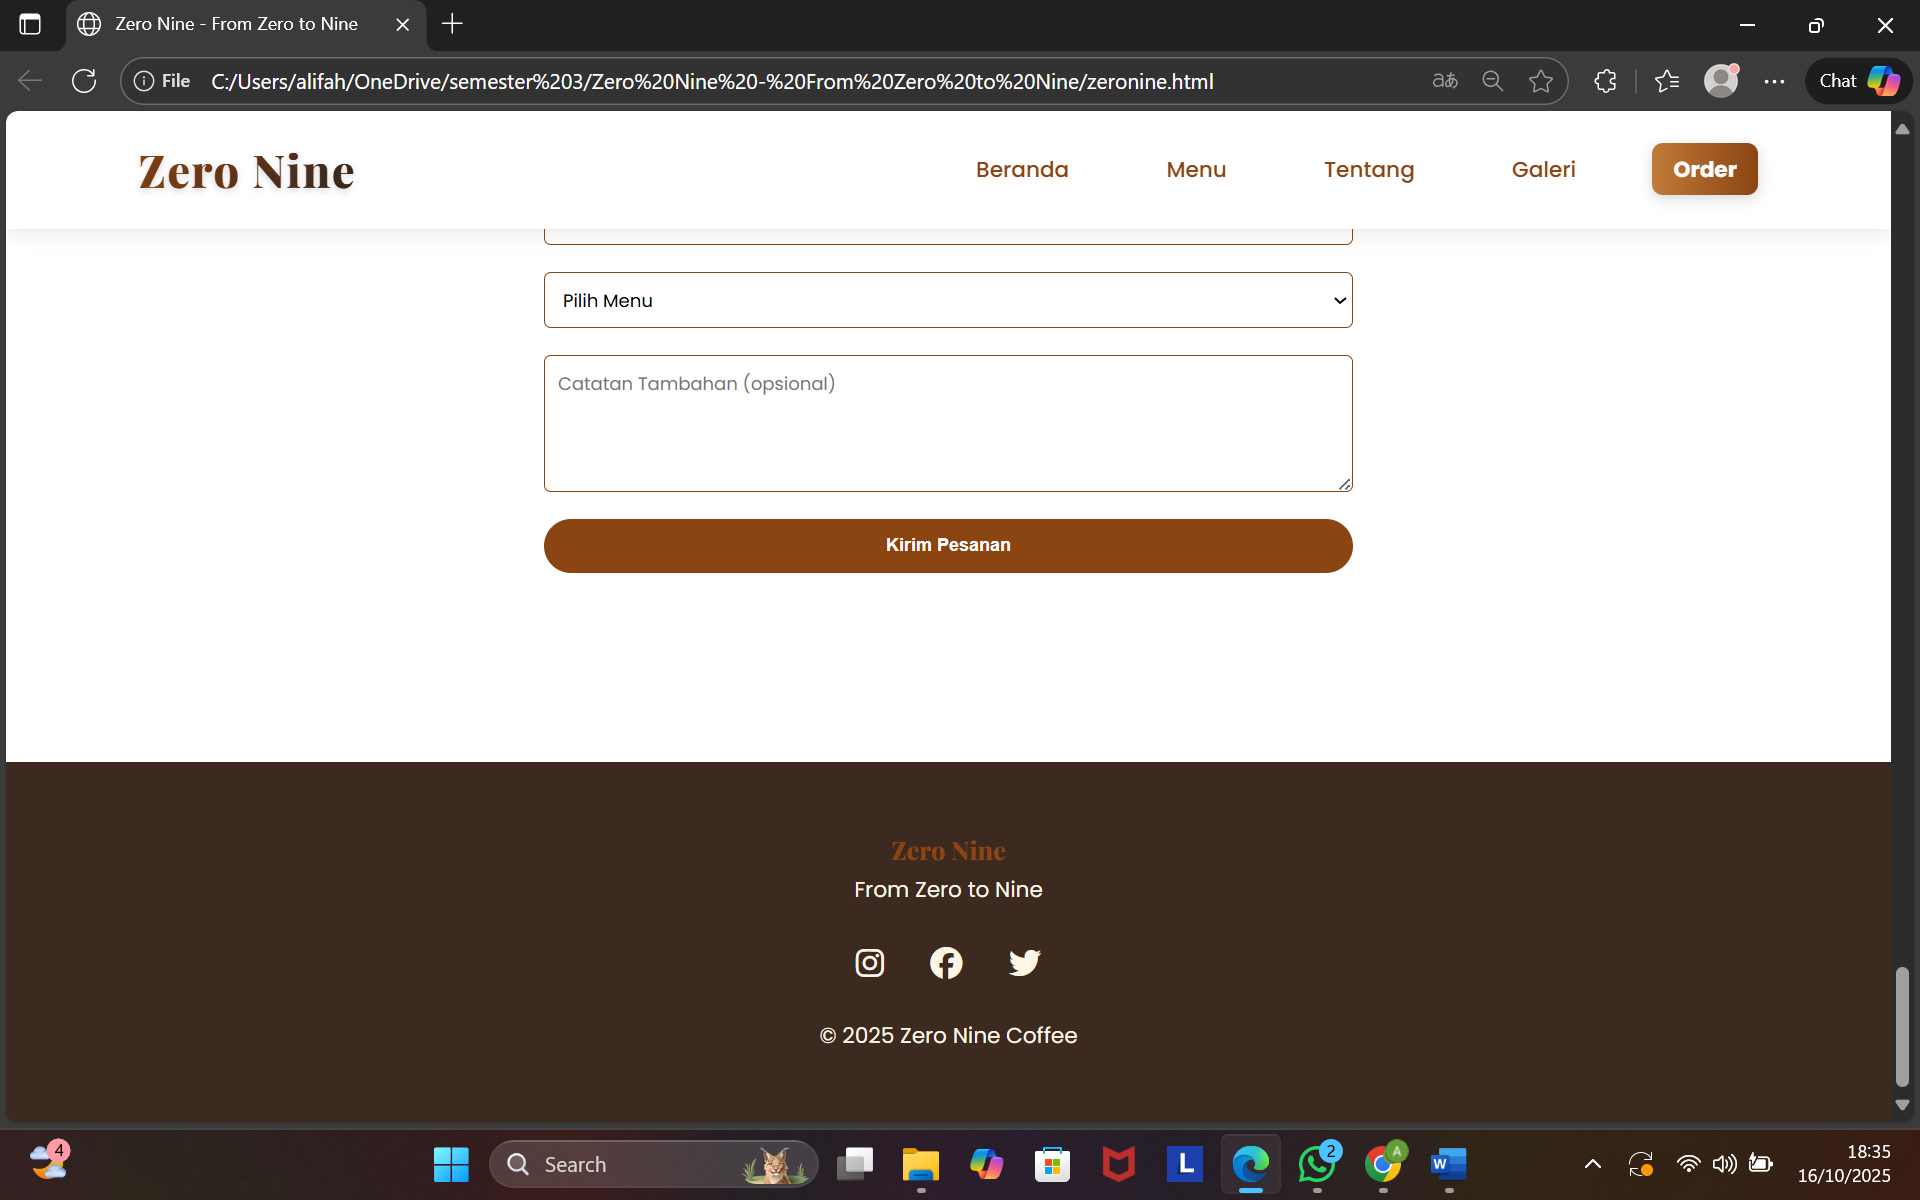 Zero Nine - From Zero to Nine
File C:/Users/alifah/OneDrive/semester%203/Zero%20Nine%20-%20From%20Zero%20to%20Nine/zeronine.html
Chat
Zero Nine
Beranda Menu Tentang Galeri Order
Pilih Menu
Catatan Tambahan (opsional)
Kirim Pesanan
Zero Nine
From Zero to Nine
© 2025 Zero Nine Coffee
4
Search
L
2
A
W
18:35
16/10/2025